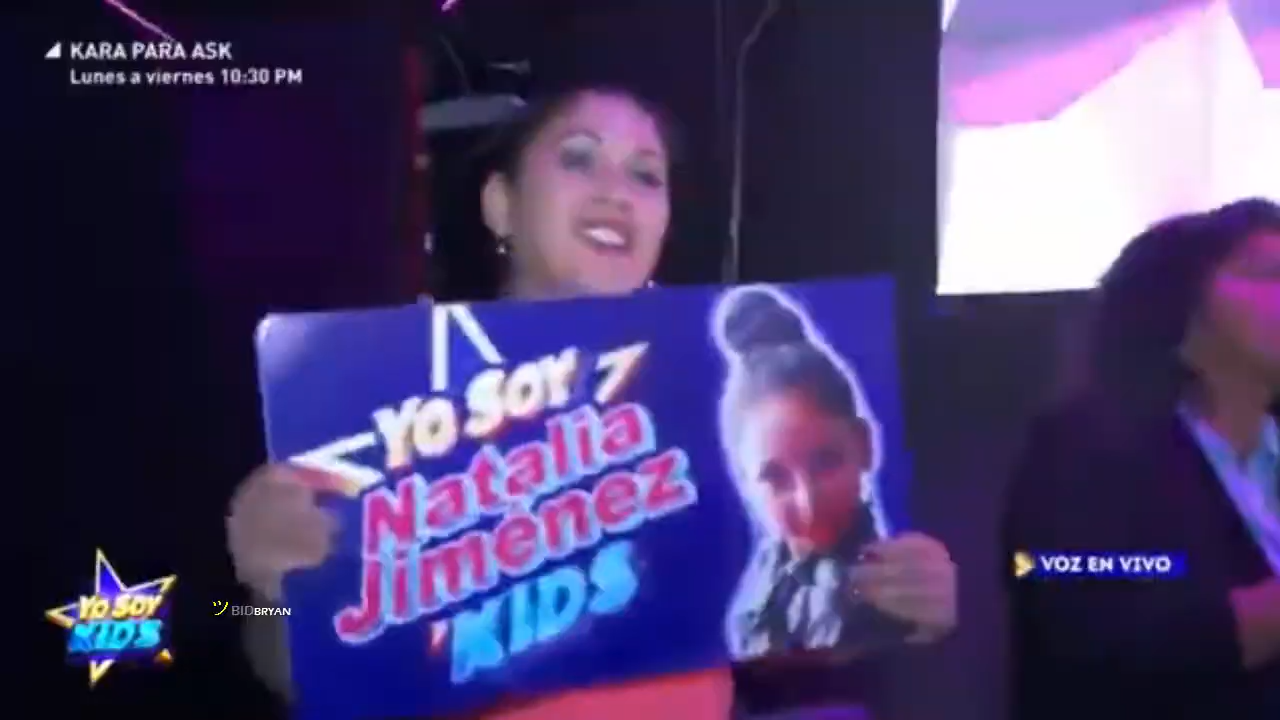 KARA PARA ASK
Lunes a viernes 10:30 PM
YO SOY
Natalia
Jiménez
KIDS
VOZ EN VIVO
YO SOY
KIDS
ツ BIDBRYAN